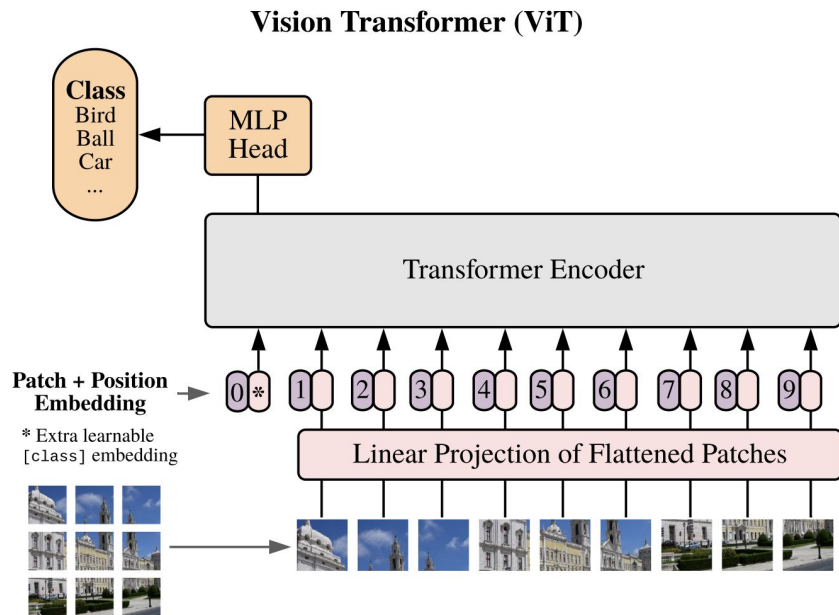 Vision Transformer (ViT)
Class
Bird
Ball
Car
...
MLP
Head
Transformer Encoder
Patch + Position
Embedding
0 * 1 2 3 4 5 6 7 8 9
* Extra learnable
[class] embedding
Linear Projection of Flattened Patches